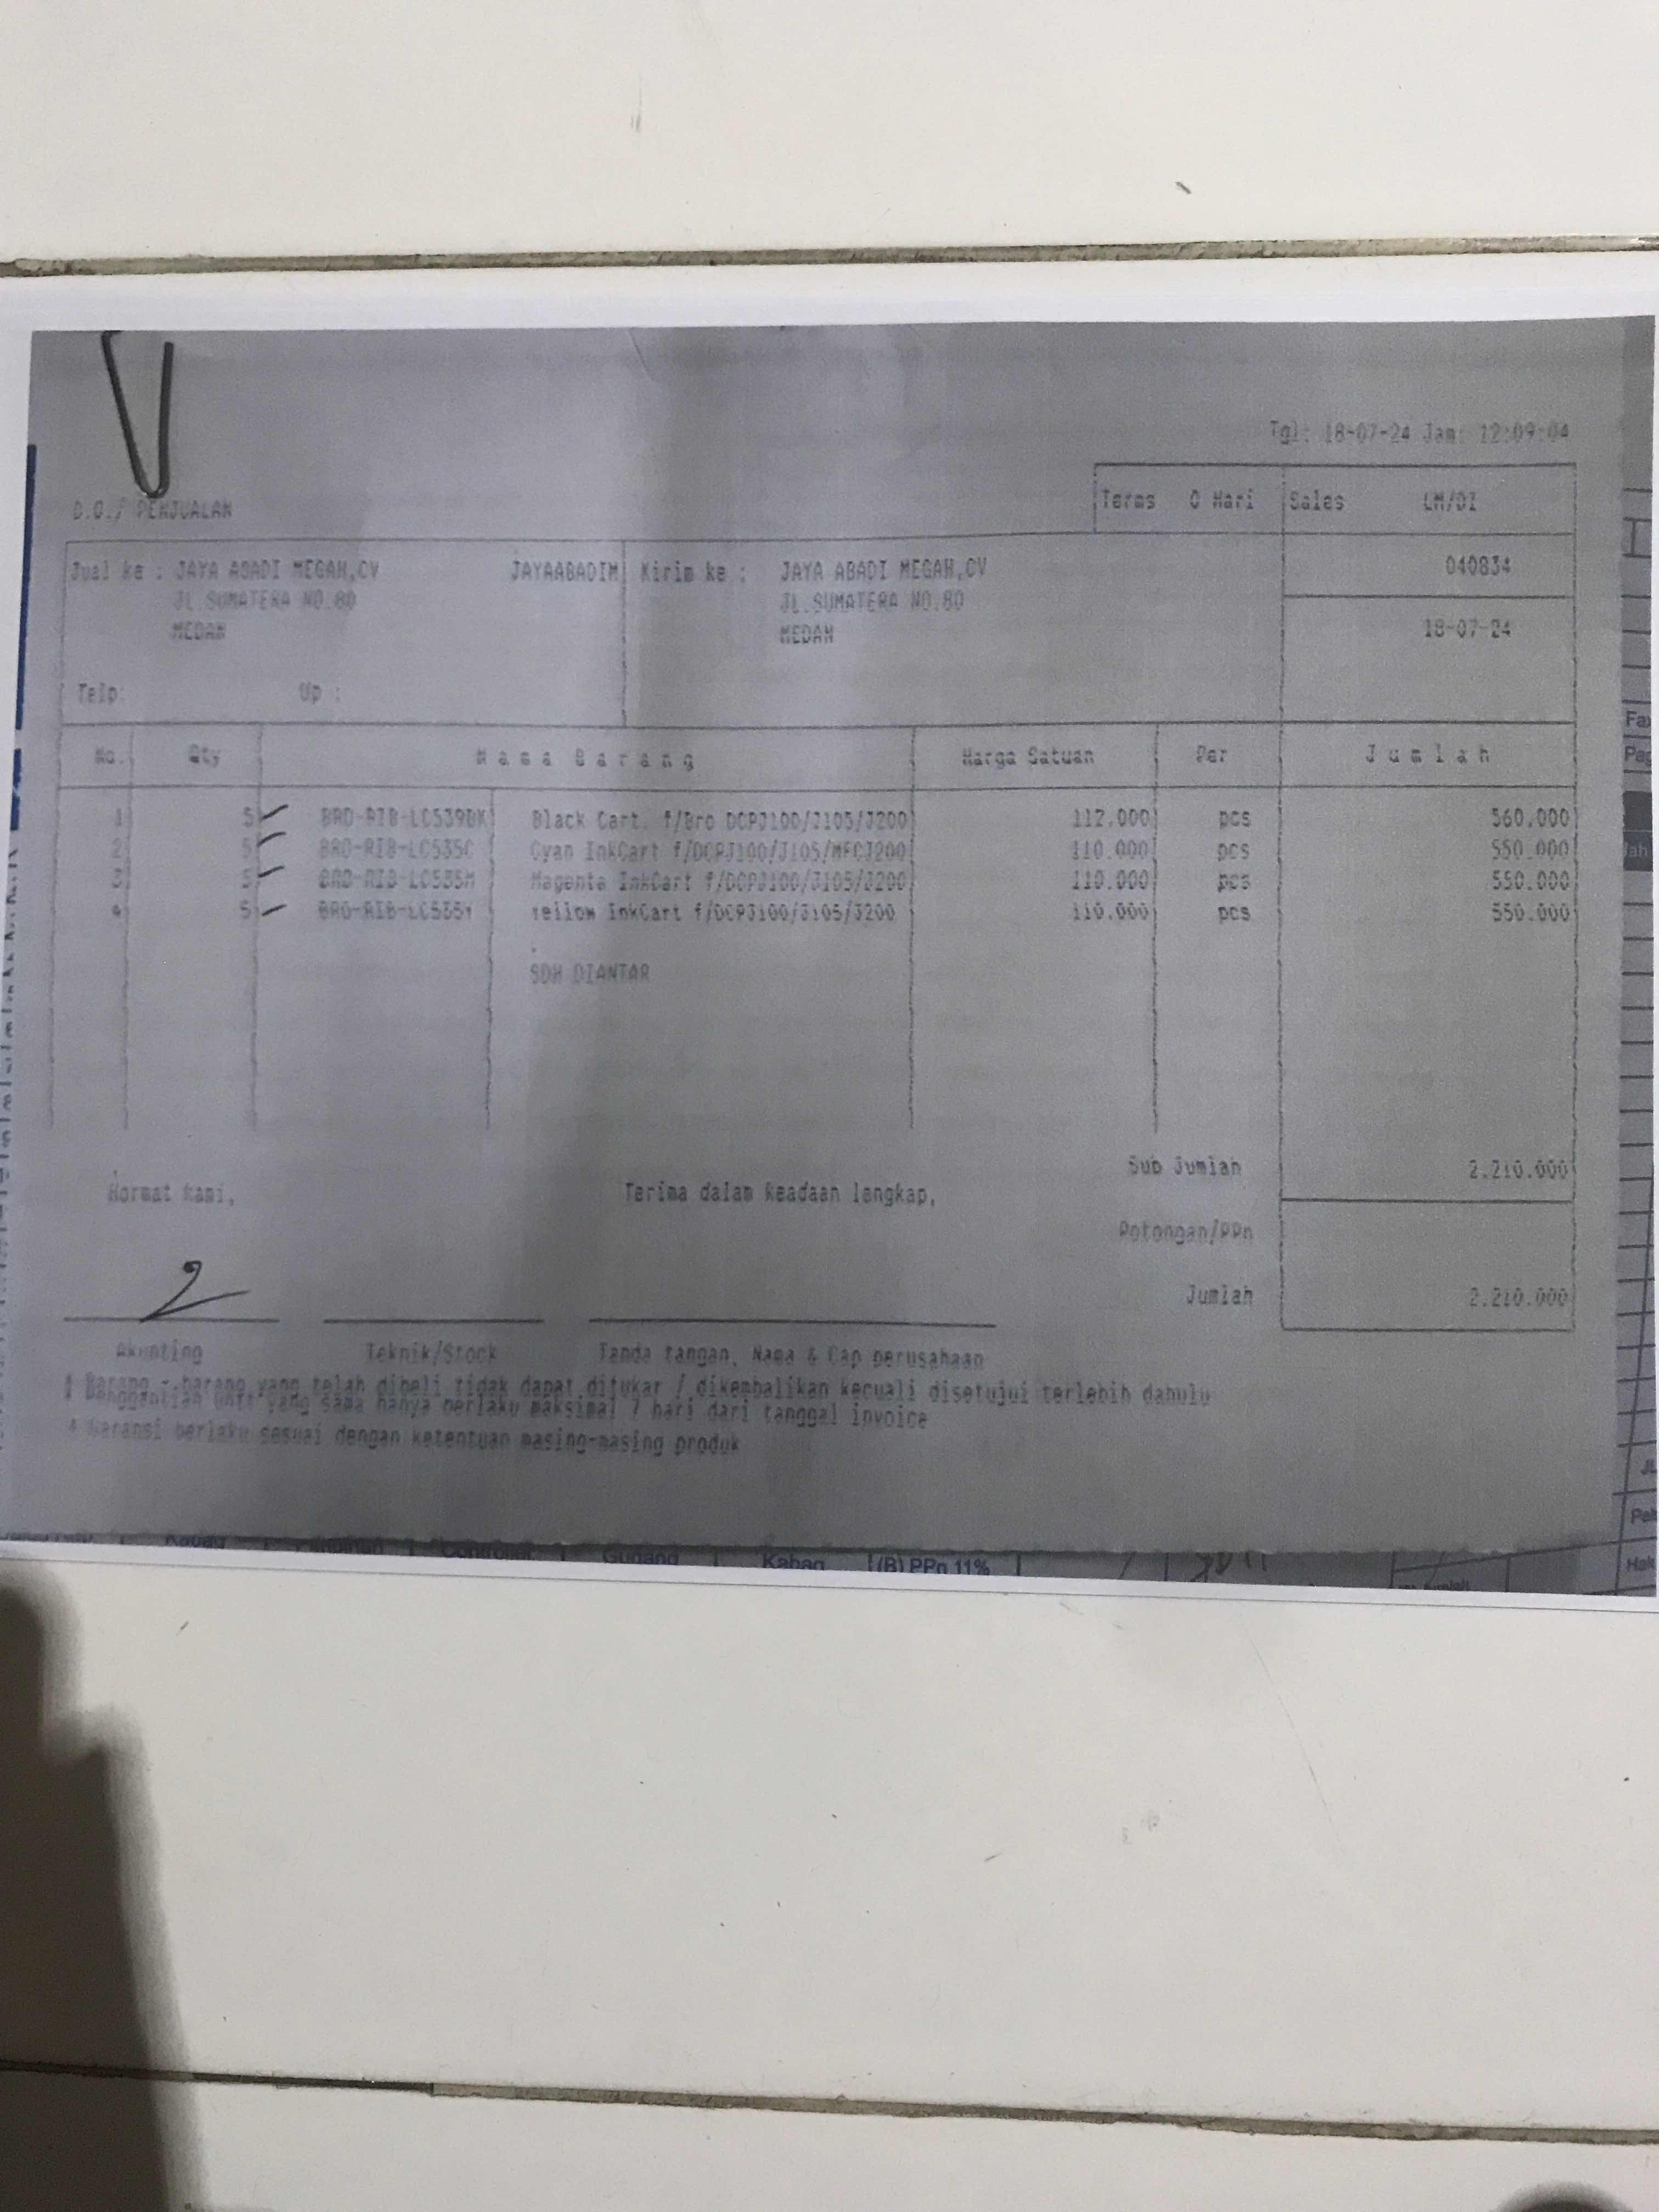 Tgl: 18-07-24 Jam: 12:09:04
D.O./ PENJUALAN
Terms 0 Hari Sales LM/DI
Jual ke : JAYA ABADI MEGAH,CV JAYAABADIM Kirim ke : JAYA ABADI MEGAH,CV 040834
JL.SUMATERA NO.80 JL.SUMATERA NO.80
MEDAN MEDAN 18-07-24
Telp: Up :
No. Qty Nama Barang Harga Satuan Per Jumlah
1 5 BRO-RIB-LC539BK Black Cart. f/Bro DCPJ100/J105/J200 112.000 pcs 560.000
2 5 BRO-RIB-LC535C Cyan InkCart f/DCPJ100/J105/MFCJ200 110.000 pcs 550.000
3 5 BRO-RIB-LC535M Magenta InkCart f/DCPJ100/J105/J200 110.000 pcs 550.000
4 5 BRO-RIB-LC535Y Yellow InkCart f/DCPJ100/J105/J200 110.000 pcs 550.000
.
SDH DIANTAR
Sub Jumlah 2.210.000
Hormat Kami, Terima dalam keadaan lengkap,
Potongan/PPn
Jumlah 2.210.000
Akunting Teknik/Stock Tanda tangan, Nama & Cap perusahaan
Barang - barang yang telah dibeli tidak dapat ditukar / dikembalikan kecuali disetujui terlebih dahulu
Penggantian unit yang sama hanya berlaku maksimal 7 hari dari tanggal invoice
* Garansi berlaku sesuai dengan ketentuan masing-masing produk
Controller Gudang Kabag (B) PPn 11%
Fax